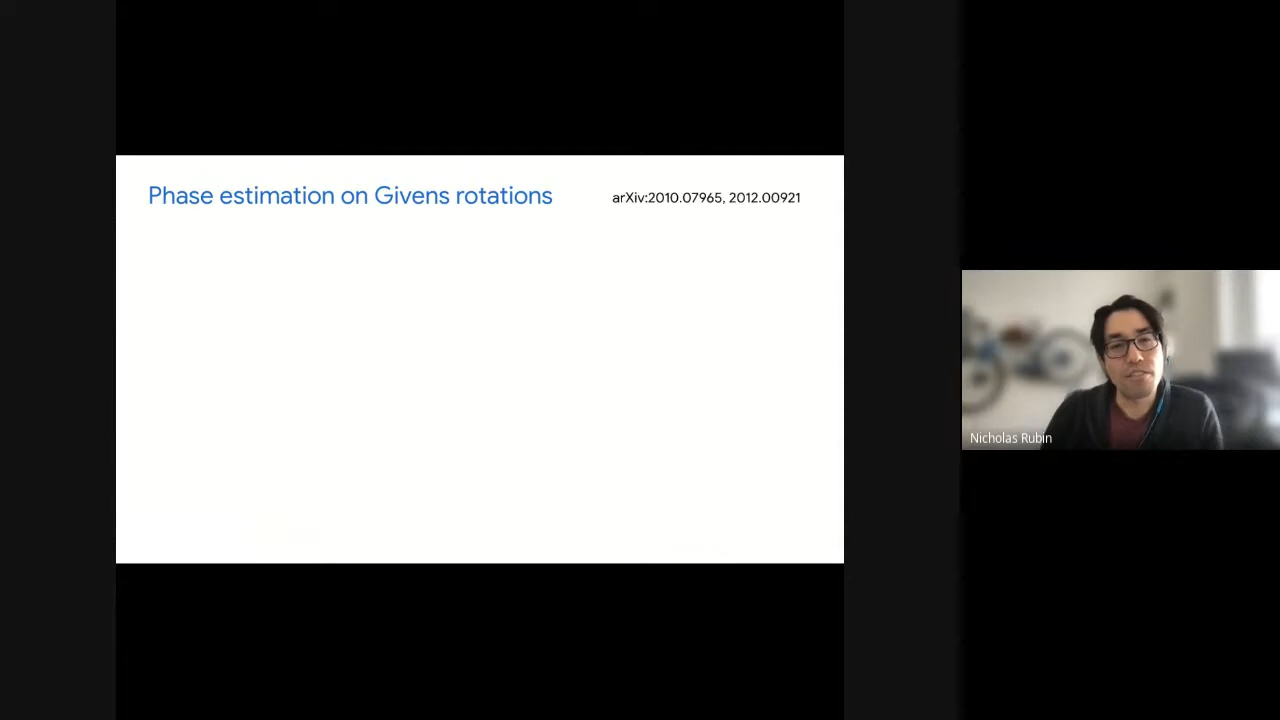 Phase estimation on Givens rotations
arXiv:2010.07965, 2012.00921
Nicholas Rubin